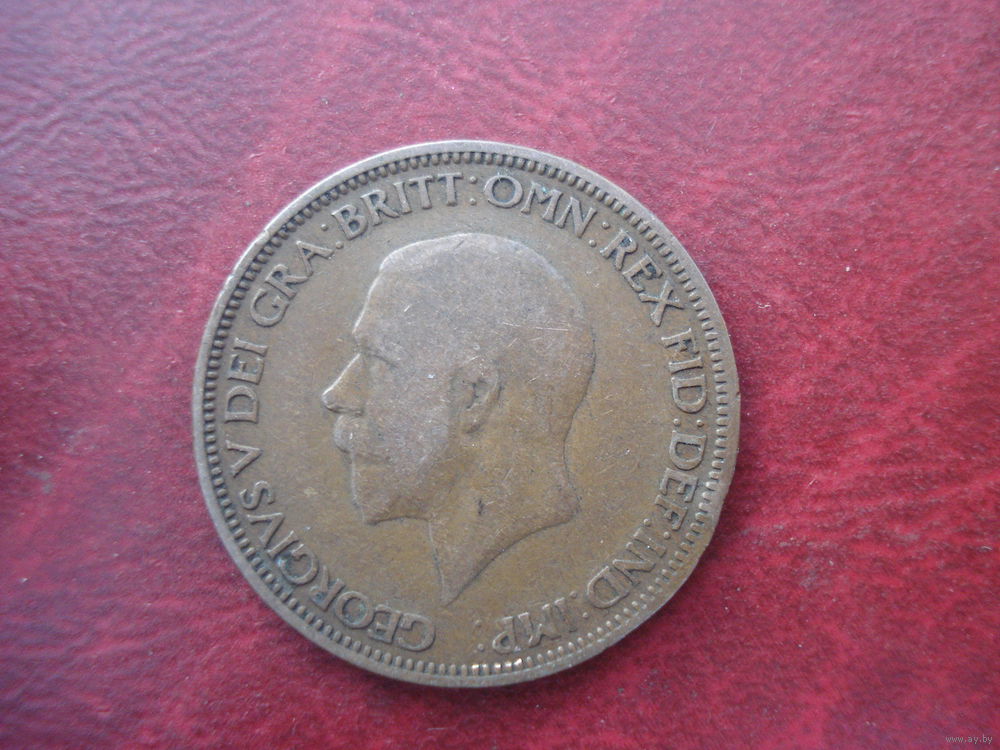 GEORGIVS V DEI GRA: BRITT: OMN: REX FID: DEF: IND: IMP:
www.ay.by